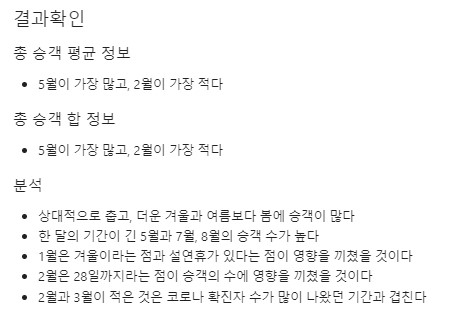 결과확인
총 승객 평균 정보
• 5월이 가장 많고, 2월이 가장 적다
총 승객 합 정보
• 5월이 가장 많고, 2월이 가장 적다
분석
• 상대적으로 춥고, 더운 겨울과 여름보다 봄에 승객이 많다
• 한 달의 기간이 긴 5월과 7월, 8월의 승객 수가 높다
• 1월은 겨울이라는 점과 설연휴가 있다는 점이 영향을 끼쳤을 것이다
• 2월은 28일까지라는 점이 승객의 수에 영향을 끼쳤을 것이다
• 2월과 3월이 적은 것은 코로나 확진자 수가 많이 나왔던 기간과 겹친다